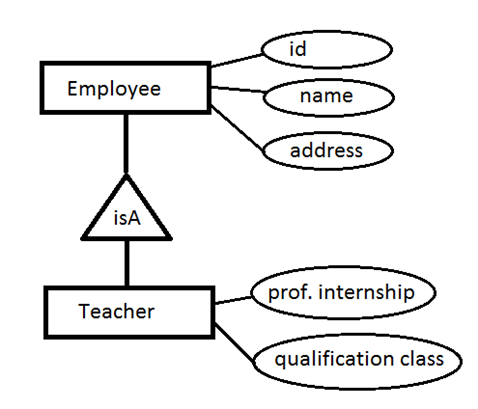 id
Employee
name
address
isA
prof. internship
Teacher
qualification class